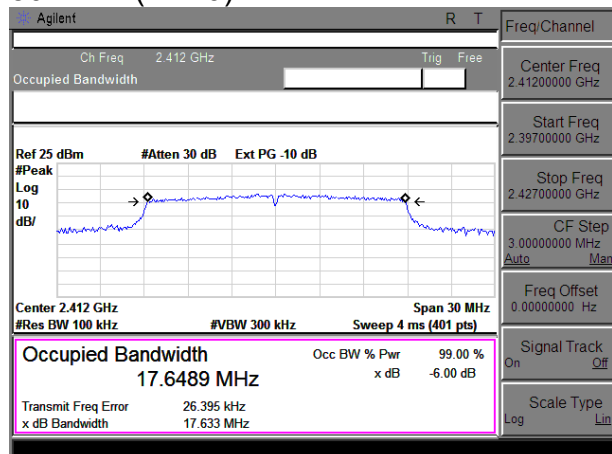 Agilent R T
Ch Freq 2.412 GHz Trig Free
Occupied Bandwidth
Ref 25 dBm #Atten 30 dB Ext PG -10 dB
#Peak
Log
10
dB/
Center 2.412 GHz Span 30 MHz
#Res BW 100 kHz #VBW 300 kHz Sweep 4 ms (401 pts)
Occupied Bandwidth Occ BW % Pwr 99.00 %
17.6489 MHz x dB -6.00 dB
Transmit Freq Error 26.395 kHz
x dB Bandwidth 17.633 MHz
Freq/Channel
Center Freq
2.41200000 GHz
Start Freq
2.39700000 GHz
Stop Freq
2.42700000 GHz
CF Step
3.00000000 MHz
Auto Man
Freq Offset
0.00000000 Hz
Signal Track
On Off
Scale Type
Log Lin